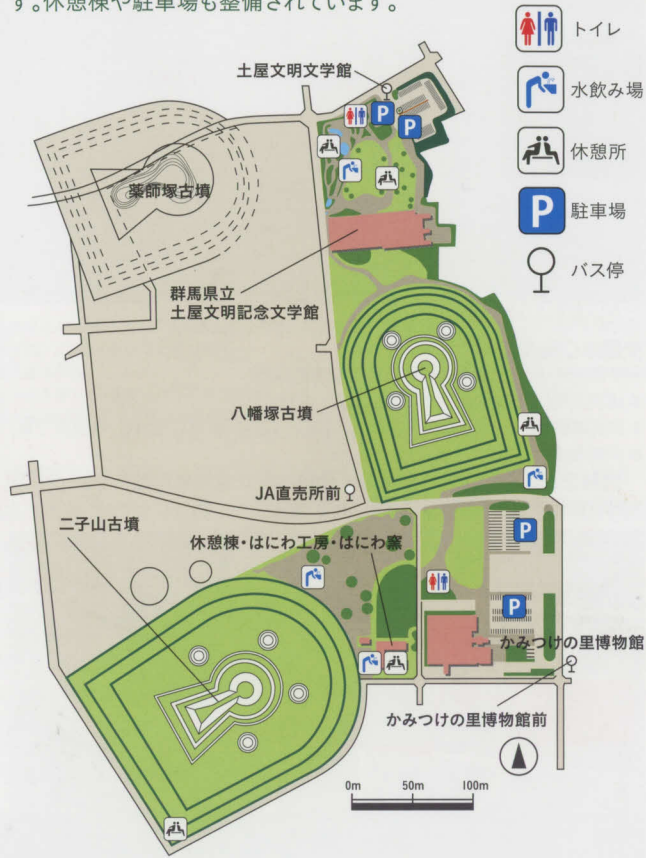 す。休憩棟や駐車場も整備されています。
トイレ
水飲み場
休憩所
P
駐車場
バス停
土屋文明文学館
P
P
薬師塚古墳
群馬県立
土屋文明記念文学館
八幡塚古墳
JA直売所前
二子山古墳
休憩棟・はにわ工房・はにわ窯
P
P
かみつけの里博物館
かみつけの里博物館前
0m 50m 100m